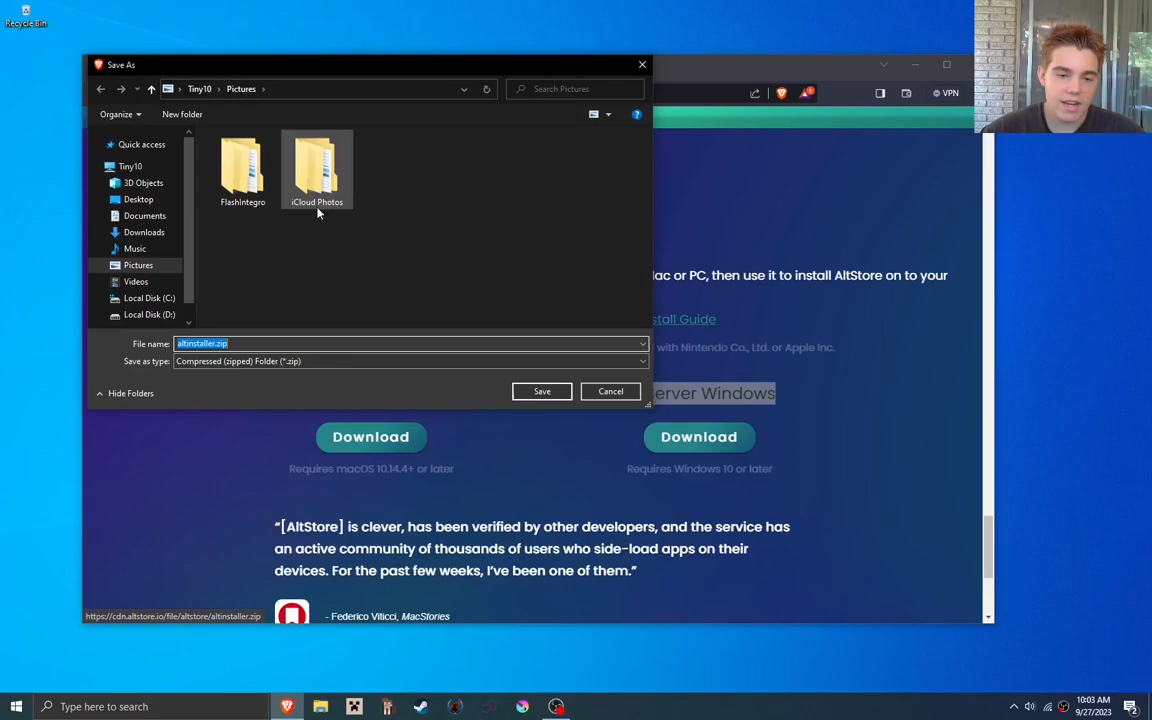 Recycle Bin
Save As
Tiny10 › Pictures ›
Search Pictures
VPN
Organize
New folder
Quick access
Tiny10
3D Objects
Desktop
Documents
Downloads
Music
Pictures
Videos
Local Disk (C:)
Local Disk (D:)
FlashIntegro
iCloud Photos
File name: altinstaller.zip
Save as type: Compressed (zipped) Folder (*.zip)
Hide Folders
Save
Cancel
ac or PC, then use it to install AltStore on to your
stall Guide
with Nintendo Co., Ltd. or Apple Inc.
erver Windows
Download
Download
Requires macOS 10.14.4+ or later
Requires Windows 10 or later
“[AltStore] is clever, has been verified by other developers, and the service has
an active community of thousands of users who side-load apps on their
devices. For the past few weeks, I’ve been one of them.”
- Federico Viticci, MacStories
https://cdn.altstore.io/file/altstore/altinstaller.zip
Type here to search
10:03 AM
9/27/2023
2